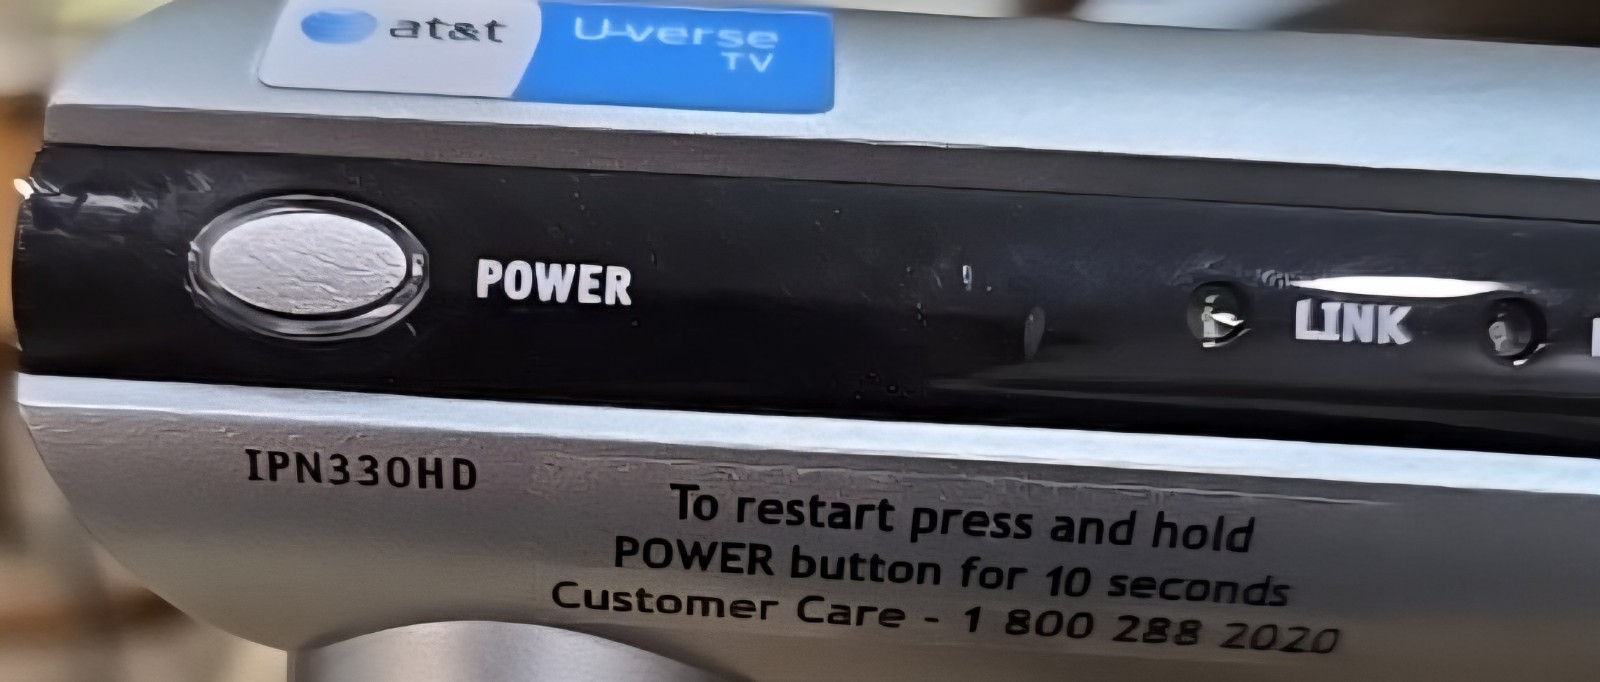 at&t U-verse
TV
POWER
LINK
IPN330HD
To restart press and hold
POWER button for 10 seconds
Customer Care - 1 800 288 2020